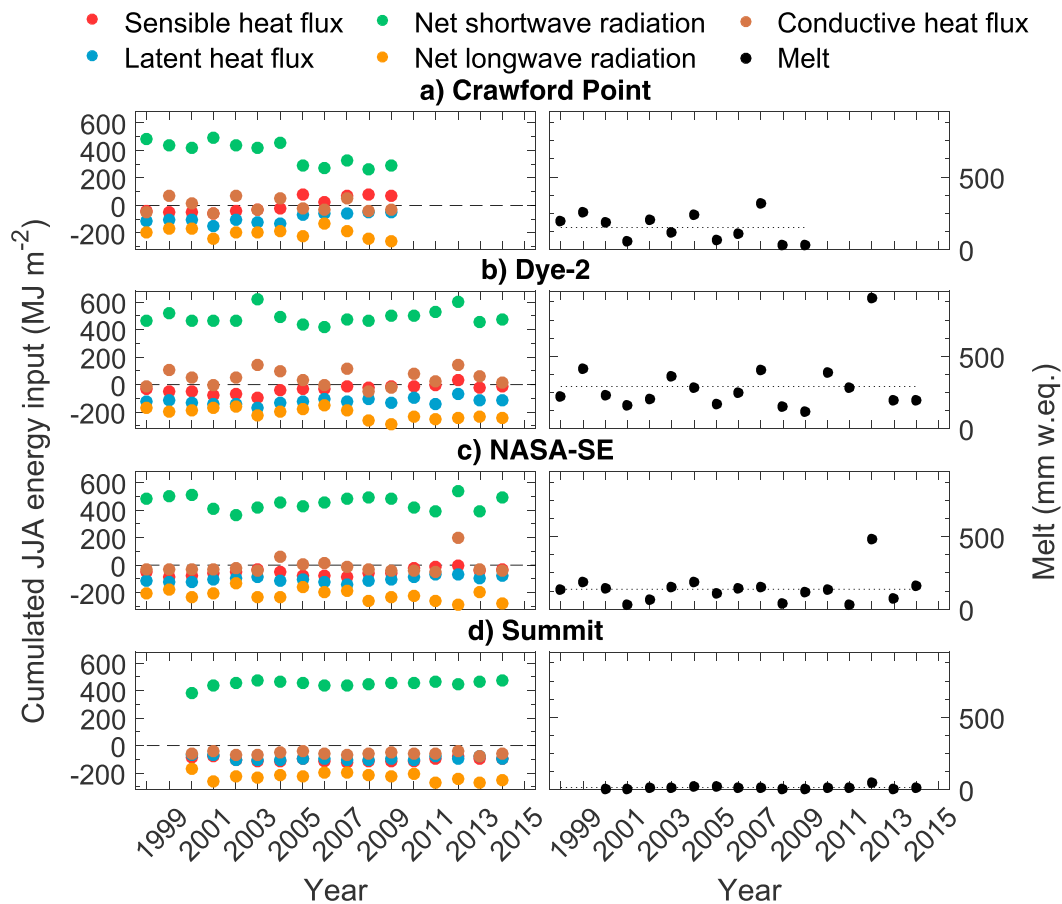 Sensible heat flux
Net shortwave radiation
Conductive heat flux
Latent heat flux
Net longwave radiation
Melt
a) Crawford Point
600
400
200
0
-200
500
0
b) Dye-2
600
400
200
0
-200
500
0
c) NASA-SE
600
400
200
0
-200
500
0
d) Summit
600
400
200
0
-200
500
0
Cumulated JJA energy input (MJ m-2)
Melt (mm w.eq.)
1999 2001 2003 2005 2007 2009 2011 2013 2015
1999 2001 2003 2005 2007 2009 2011 2013 2015
Year
Year